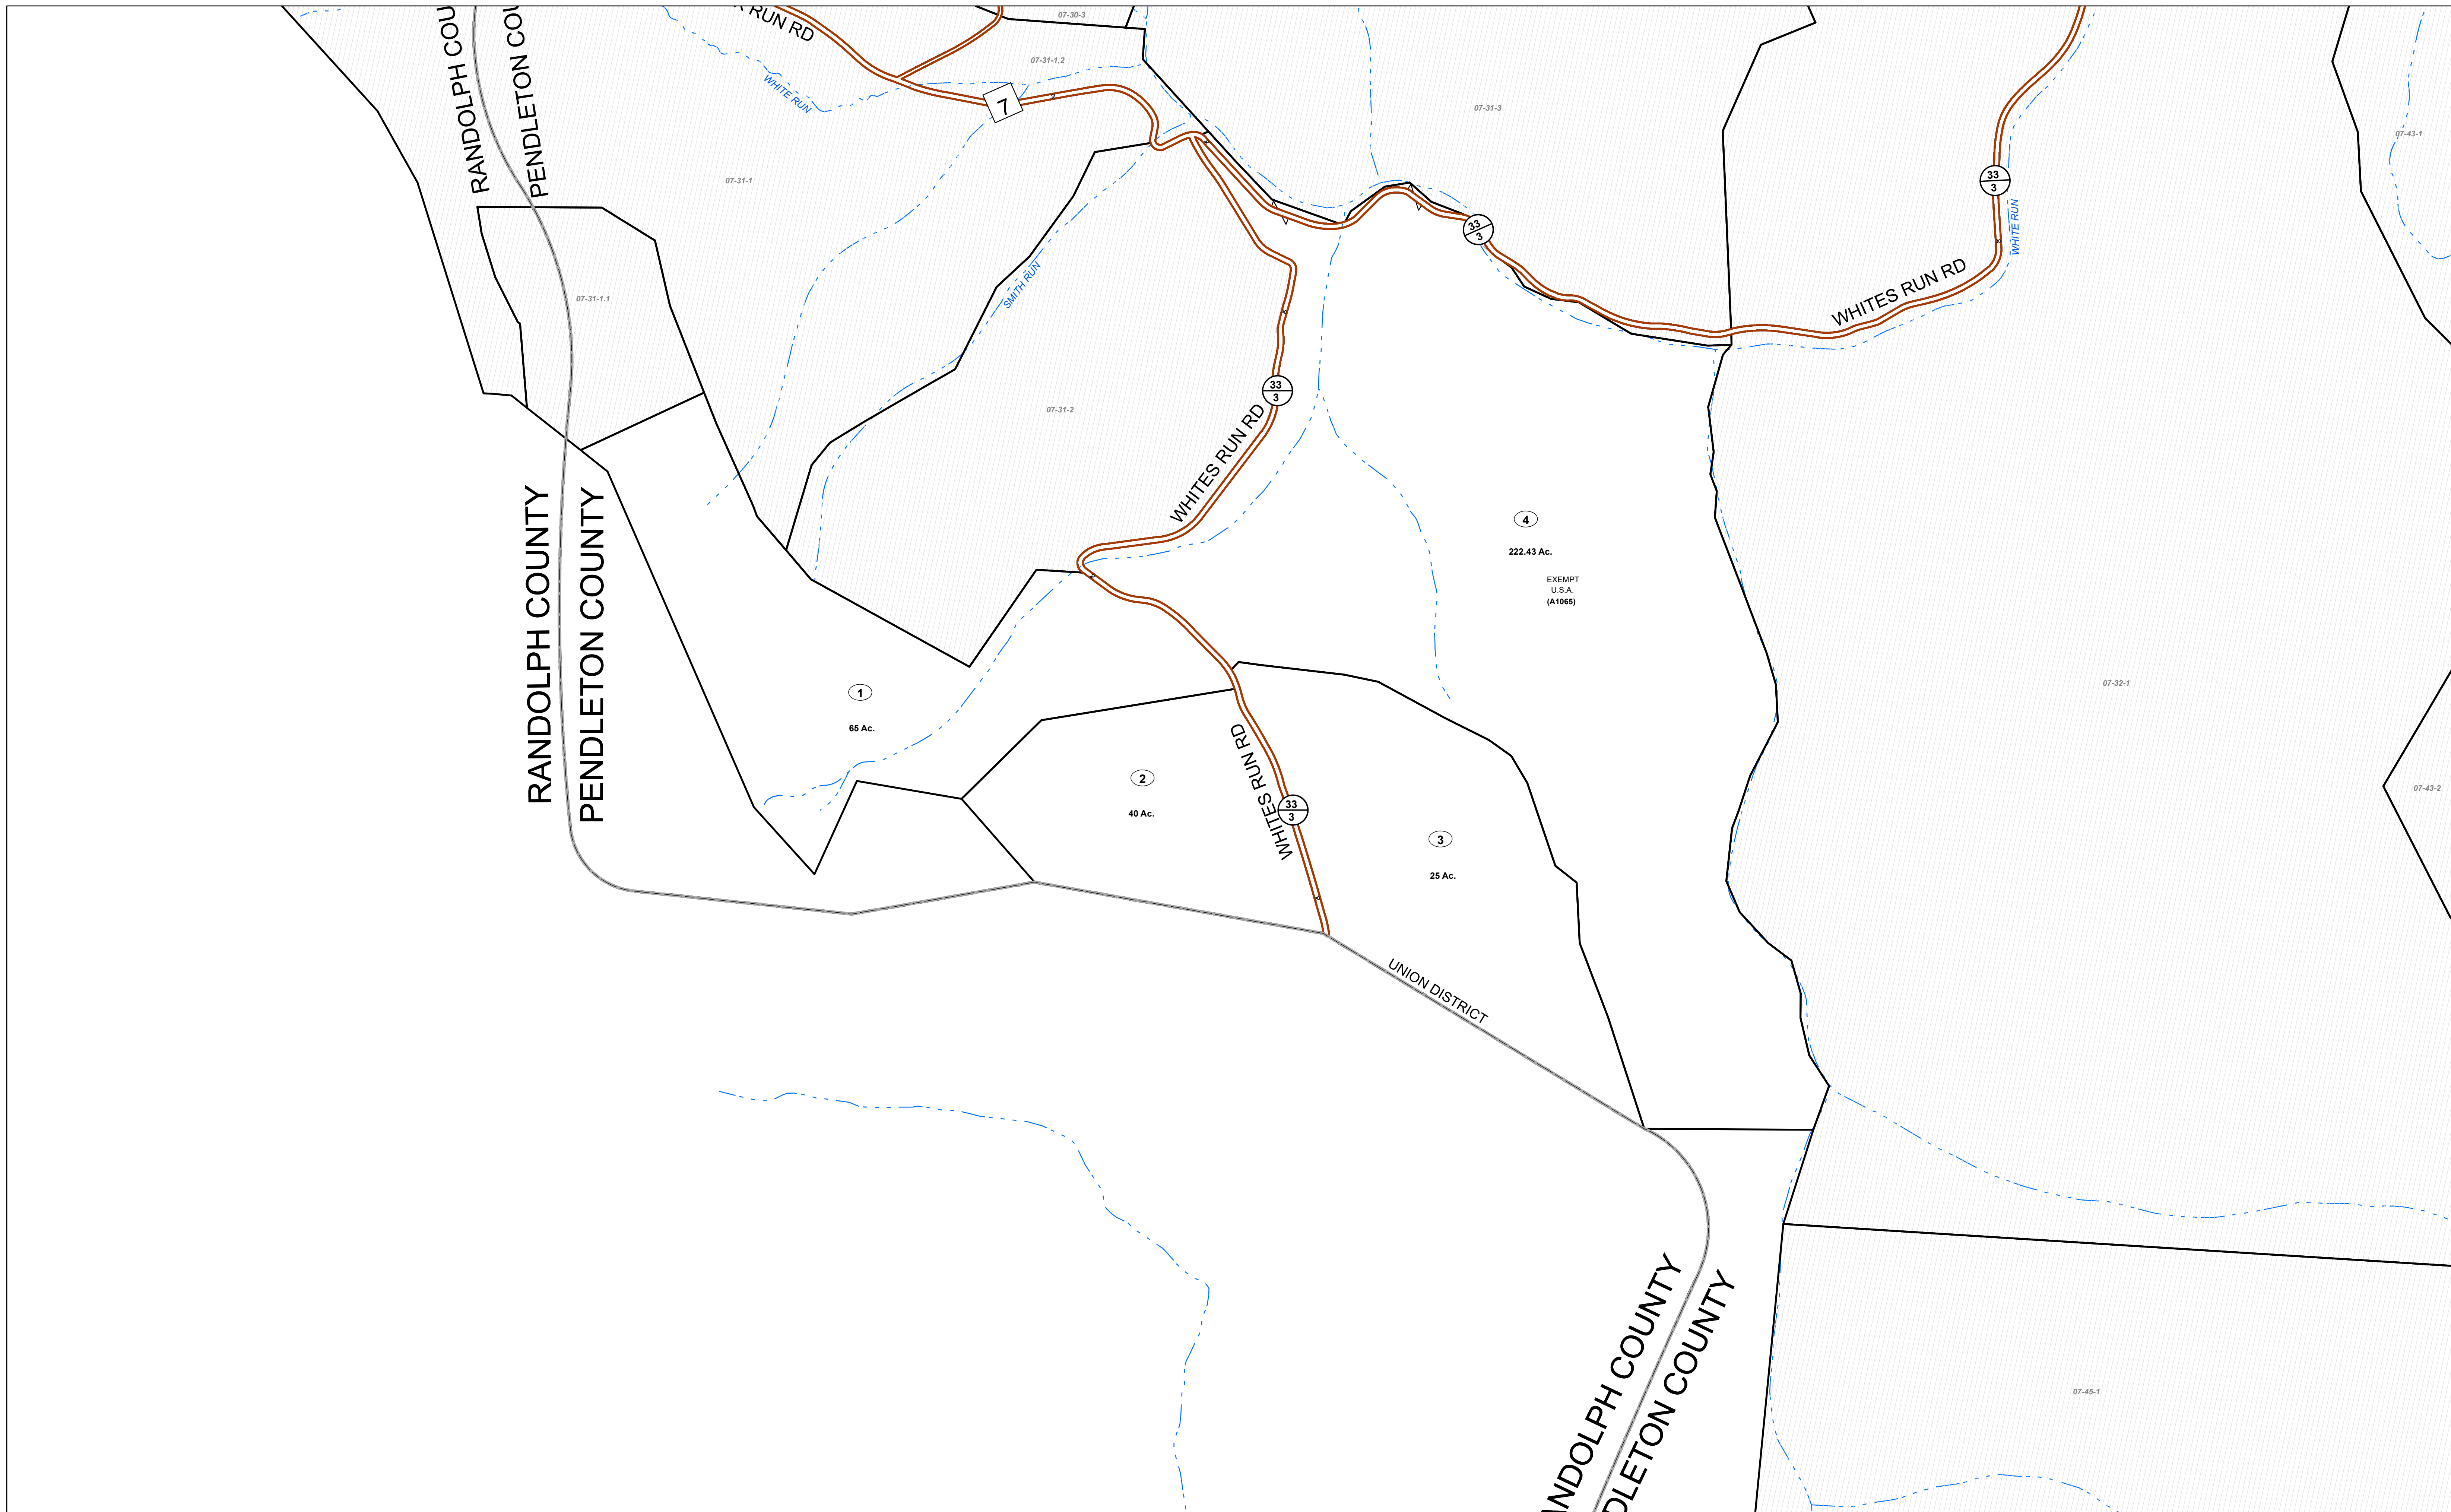 RANDOLPH COU
PENDLETON COU
RUN RD
07-30-3
07-31-1.2
WHITE RUN
7
07-31-3
07-43-1
07-31-1
33
3
WHITE RUN
33
3
WHITES RUN RD
07-31-1.1
SMITH RUN
33
3
07-31-2
WHITES RUN RD
4
222.43 Ac.
EXEMPT
U.S.A.
(A1065)
RANDOLPH COUNTY
PENDLETON COUNTY
1
65 Ac.
07-32-1
WHITES RUN RD
2
40 Ac.
33
3
3
25 Ac.
07-43-2
UNION DISTRICT
NDOLPH COUNTY
DLETON COUNTY
07-45-1